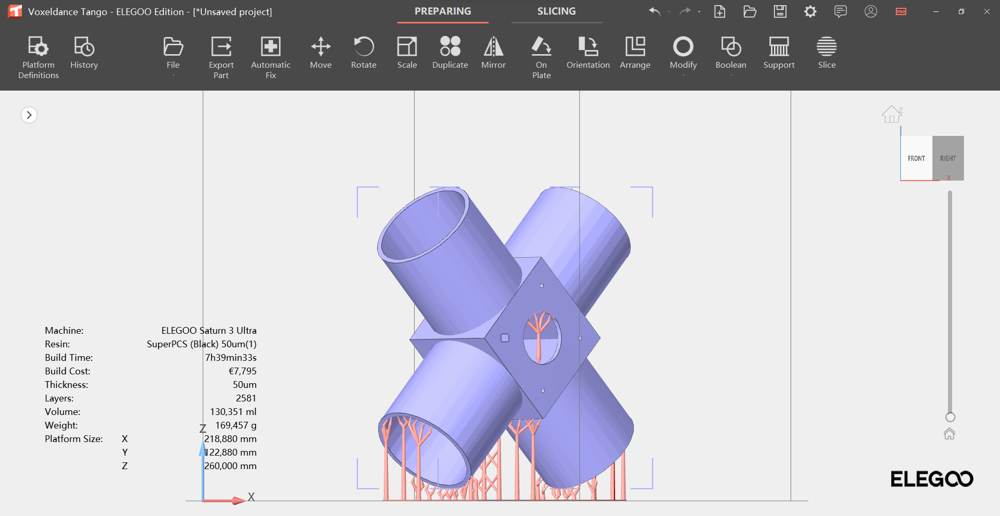 Voxeldance Tango - ELEGOO Edition - [*Unsaved project]
PREPARING
SLICING
PRO
Platform
Definitions
History
File
Export
Part
Automatic
Fix
Move
Rotate
Scale
Duplicate
Mirror
On
Plate
Orientation
Arrange
Modify
Boolean
Support
Slice
Z
FRONT
RIGHT
X
Machine: ELEGOO Saturn 3 Ultra
Resin: SuperPCS (Black) 50um(1)
Build Time: 7h39min33s
Build Cost: €7,795
Thickness: 50um
Layers: 2581
Volume: 130,351 ml
Weight: 169,457 g
Platform Size: X 218,880 mm
Y 122,880 mm
Z 260,000 mm
Z
X
ELEGOO